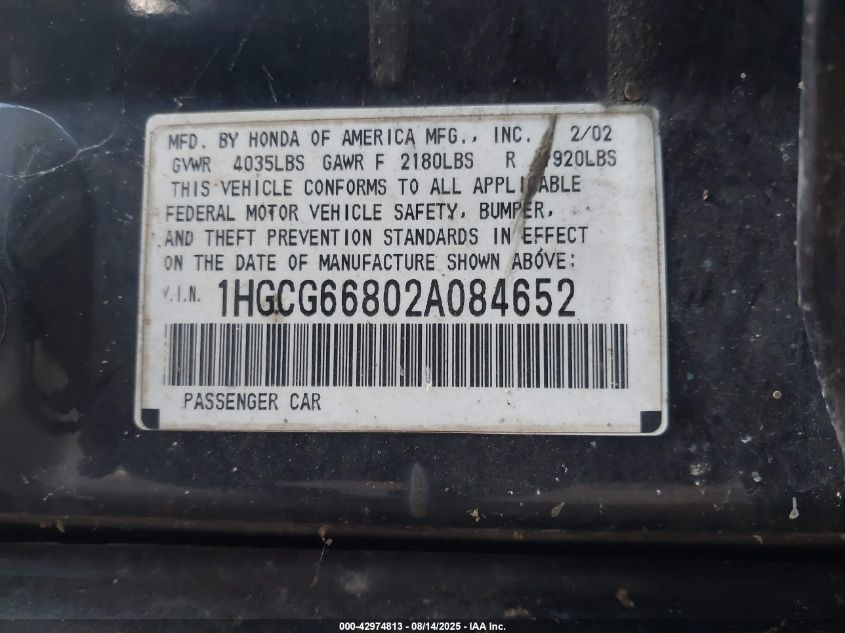 MFD. BY HONDA OF AMERICA MFG., INC. 2/02
GVWR 4035LBS GAWR F 2180LBS R 920LBS
THIS VEHICLE CONFORMS TO ALL APPLICABLE
FEDERAL MOTOR VEHICLE SAFETY, BUMPER,
AND THEFT PREVENTION STANDARDS IN EFFECT
ON THE DATE OF MANUFACTURE SHOWN ABOVE:
V.I.N. 1HGCG66802A084652
PASSENGER CAR
000-42974813 - 08/14/2025 - IAA Inc.